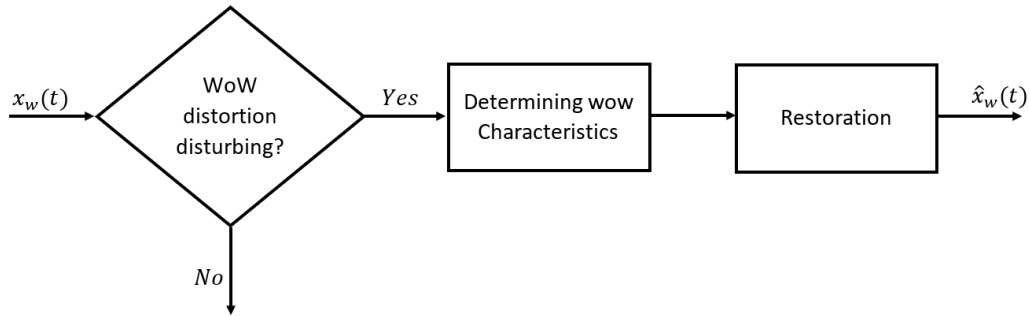 x_w(t)
WoW
distortion
disturbing?
Yes
No
Determining wow
Characteristics
Restoration
x̂_w(t)